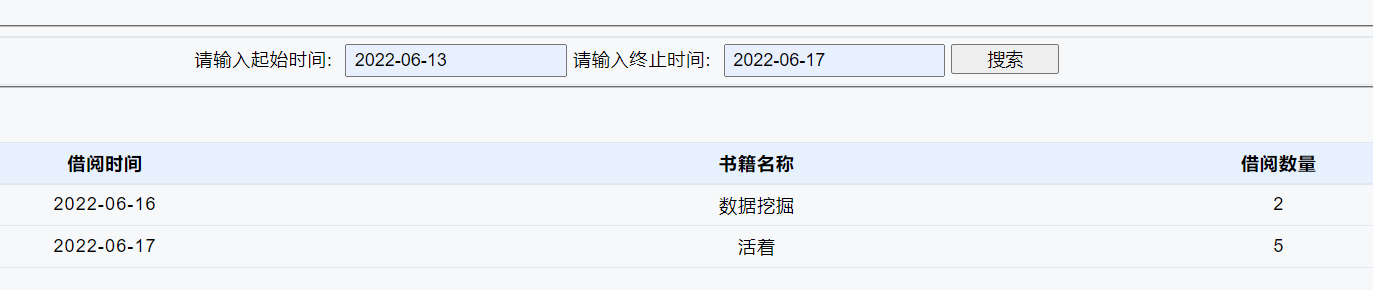 请输入起始时间： 2022-06-13 请输入终止时间： 2022-06-17 搜索
借阅时间 书籍名称 借阅数量
2022-06-16 数据挖掘 2
2022-06-17 活着 5